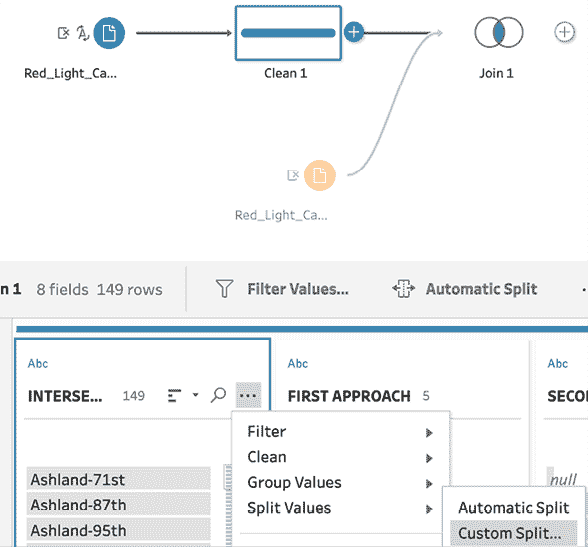 Red_Light_Ca...
Clean 1
Join 1
Red_Light_Ca...
n 1 8 fields 149 rows Filter Values... Automatic Split
Abc Abc Abc
INTERSE... 149 FIRST APPROACH 5 SECO
Filter
Clean
Ashland-71st Group Values null
Ashland-87th Split Values Automatic Split
Ashland-95th Custom Split...